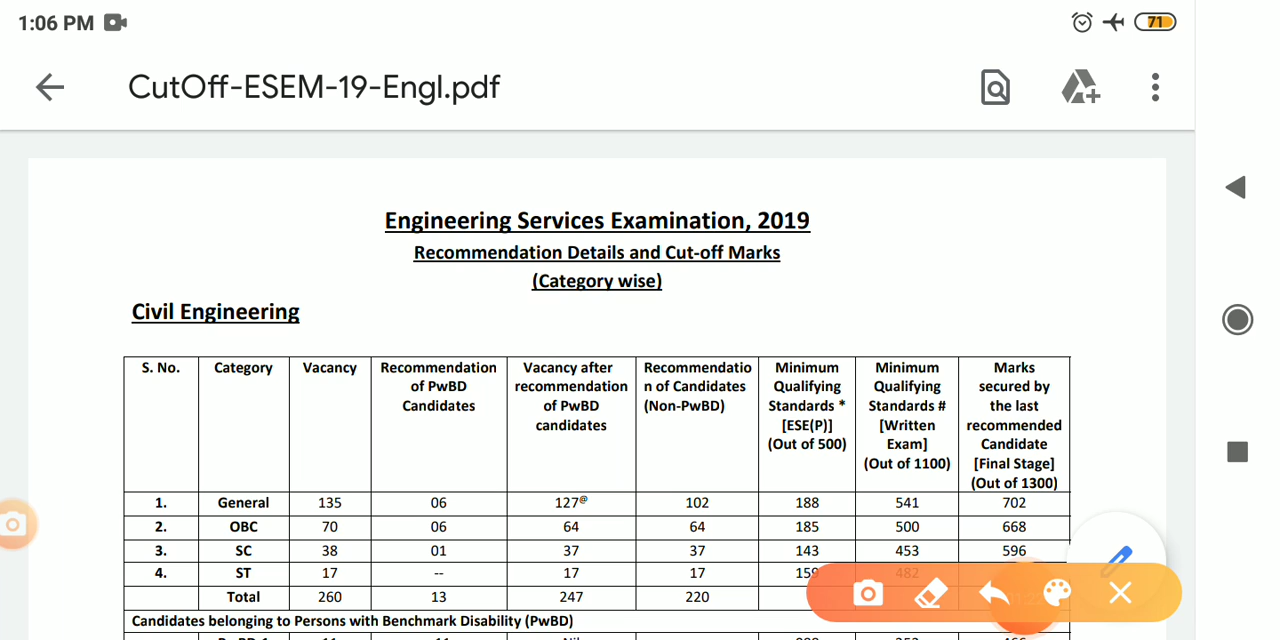 1:06 PM
71
CutOff-ESEM-19-Engl.pdf
Engineering Services Examination, 2019
Recommendation Details and Cut-off Marks
(Category wise)
Civil Engineering
S. No. Category Vacancy Recommendation of PwBD Candidates Vacancy after recommendation of PwBD candidates Recommendatio n of Candidates (Non-PwBD) Minimum Qualifying Standards * [ESE(P)] (Out of 500) Minimum Qualifying Standards # [Written Exam] (Out of 1100) Marks secured by the last recommended Candidate [Final Stage] (Out of 1300)
1. General 135 06 127@ 102 188 541 702
2. OBC 70 06 64 64 185 500 668
3. SC 38 01 37 37 143 453 596
4. ST 17 -- 17 17 159 482
Total 260 13 247 220
Candidates belonging to Persons with Benchmark Disability (PwBD)